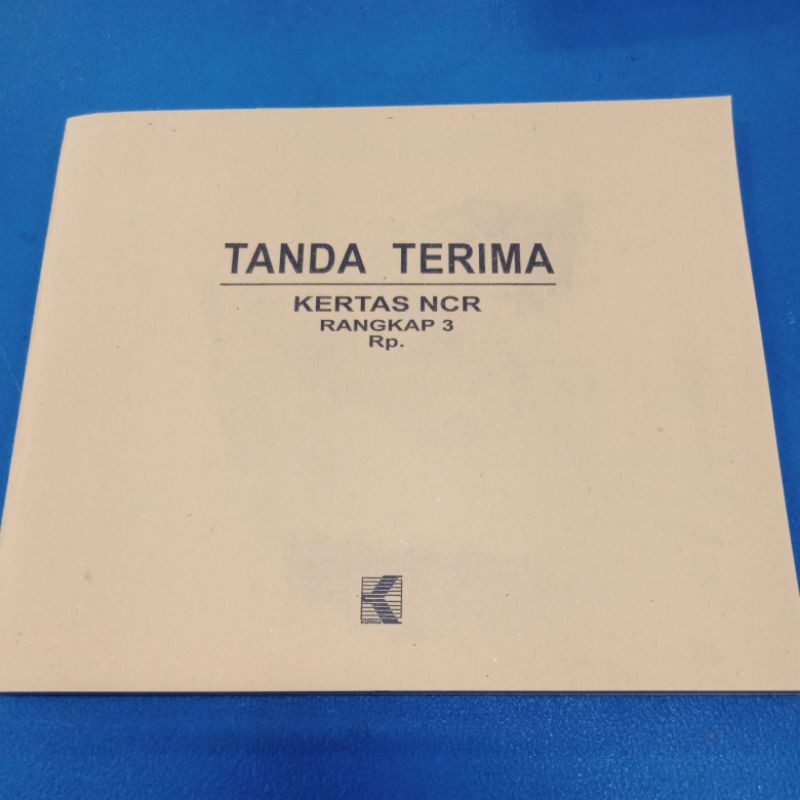 TANDA TERIMA
KERTAS NCR
RANGKAP 3
Rp.